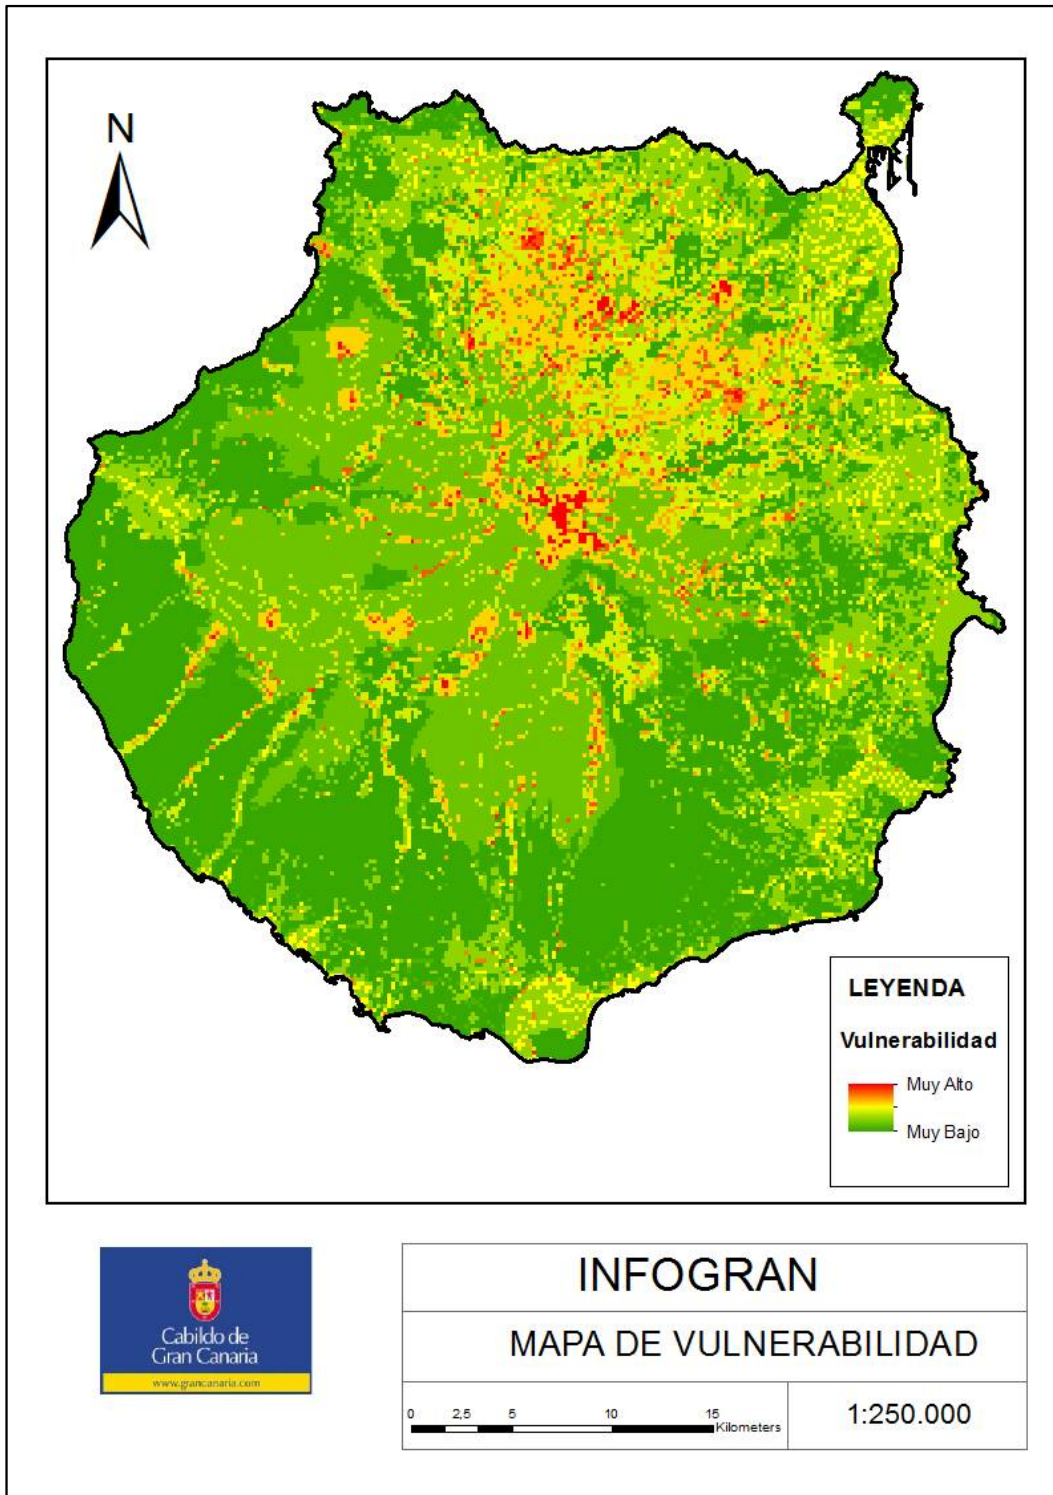 N
LEYENDA
Vulnerabilidad
Muy Alto
Muy Bajo
Cabildo de
Gran Canaria
www.grancanaria.com
INFOGRAN
MAPA DE VULNERABILIDAD
0 2,5 5 10 15
Kilometers
1:250.000